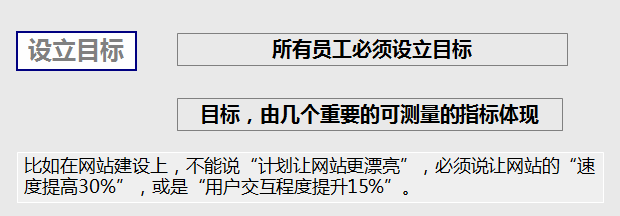 设立目标
所有员工必须设立目标
目标，由几个重要的可测量的指标体现
比如在网站建设上，不能说“计划让网站更漂亮”，必须说让网站的“速
度提高30%”，或是“用户交互程度提升15%”。